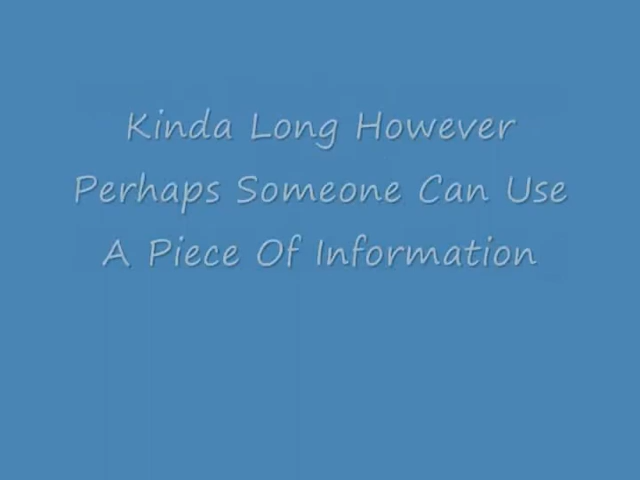 Kinda Long However
Perhaps Someone Can Use
A Piece Of Information